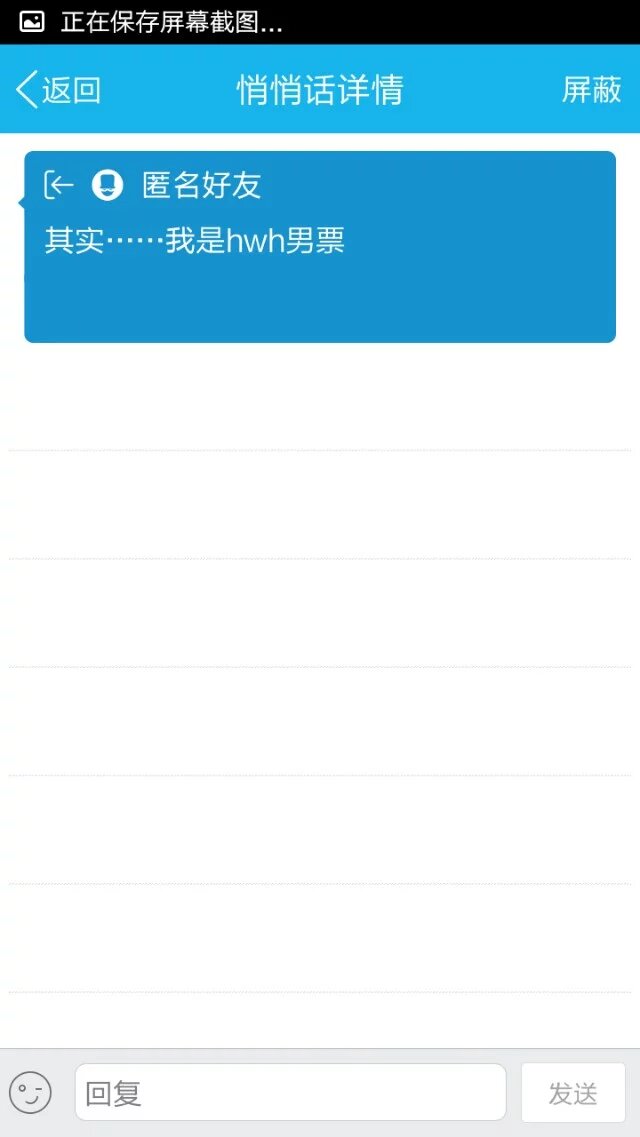 正在保存屏幕截图...
返回 悄悄话详情 屏蔽
匿名好友
其实……我是hwh男票
回复 发送